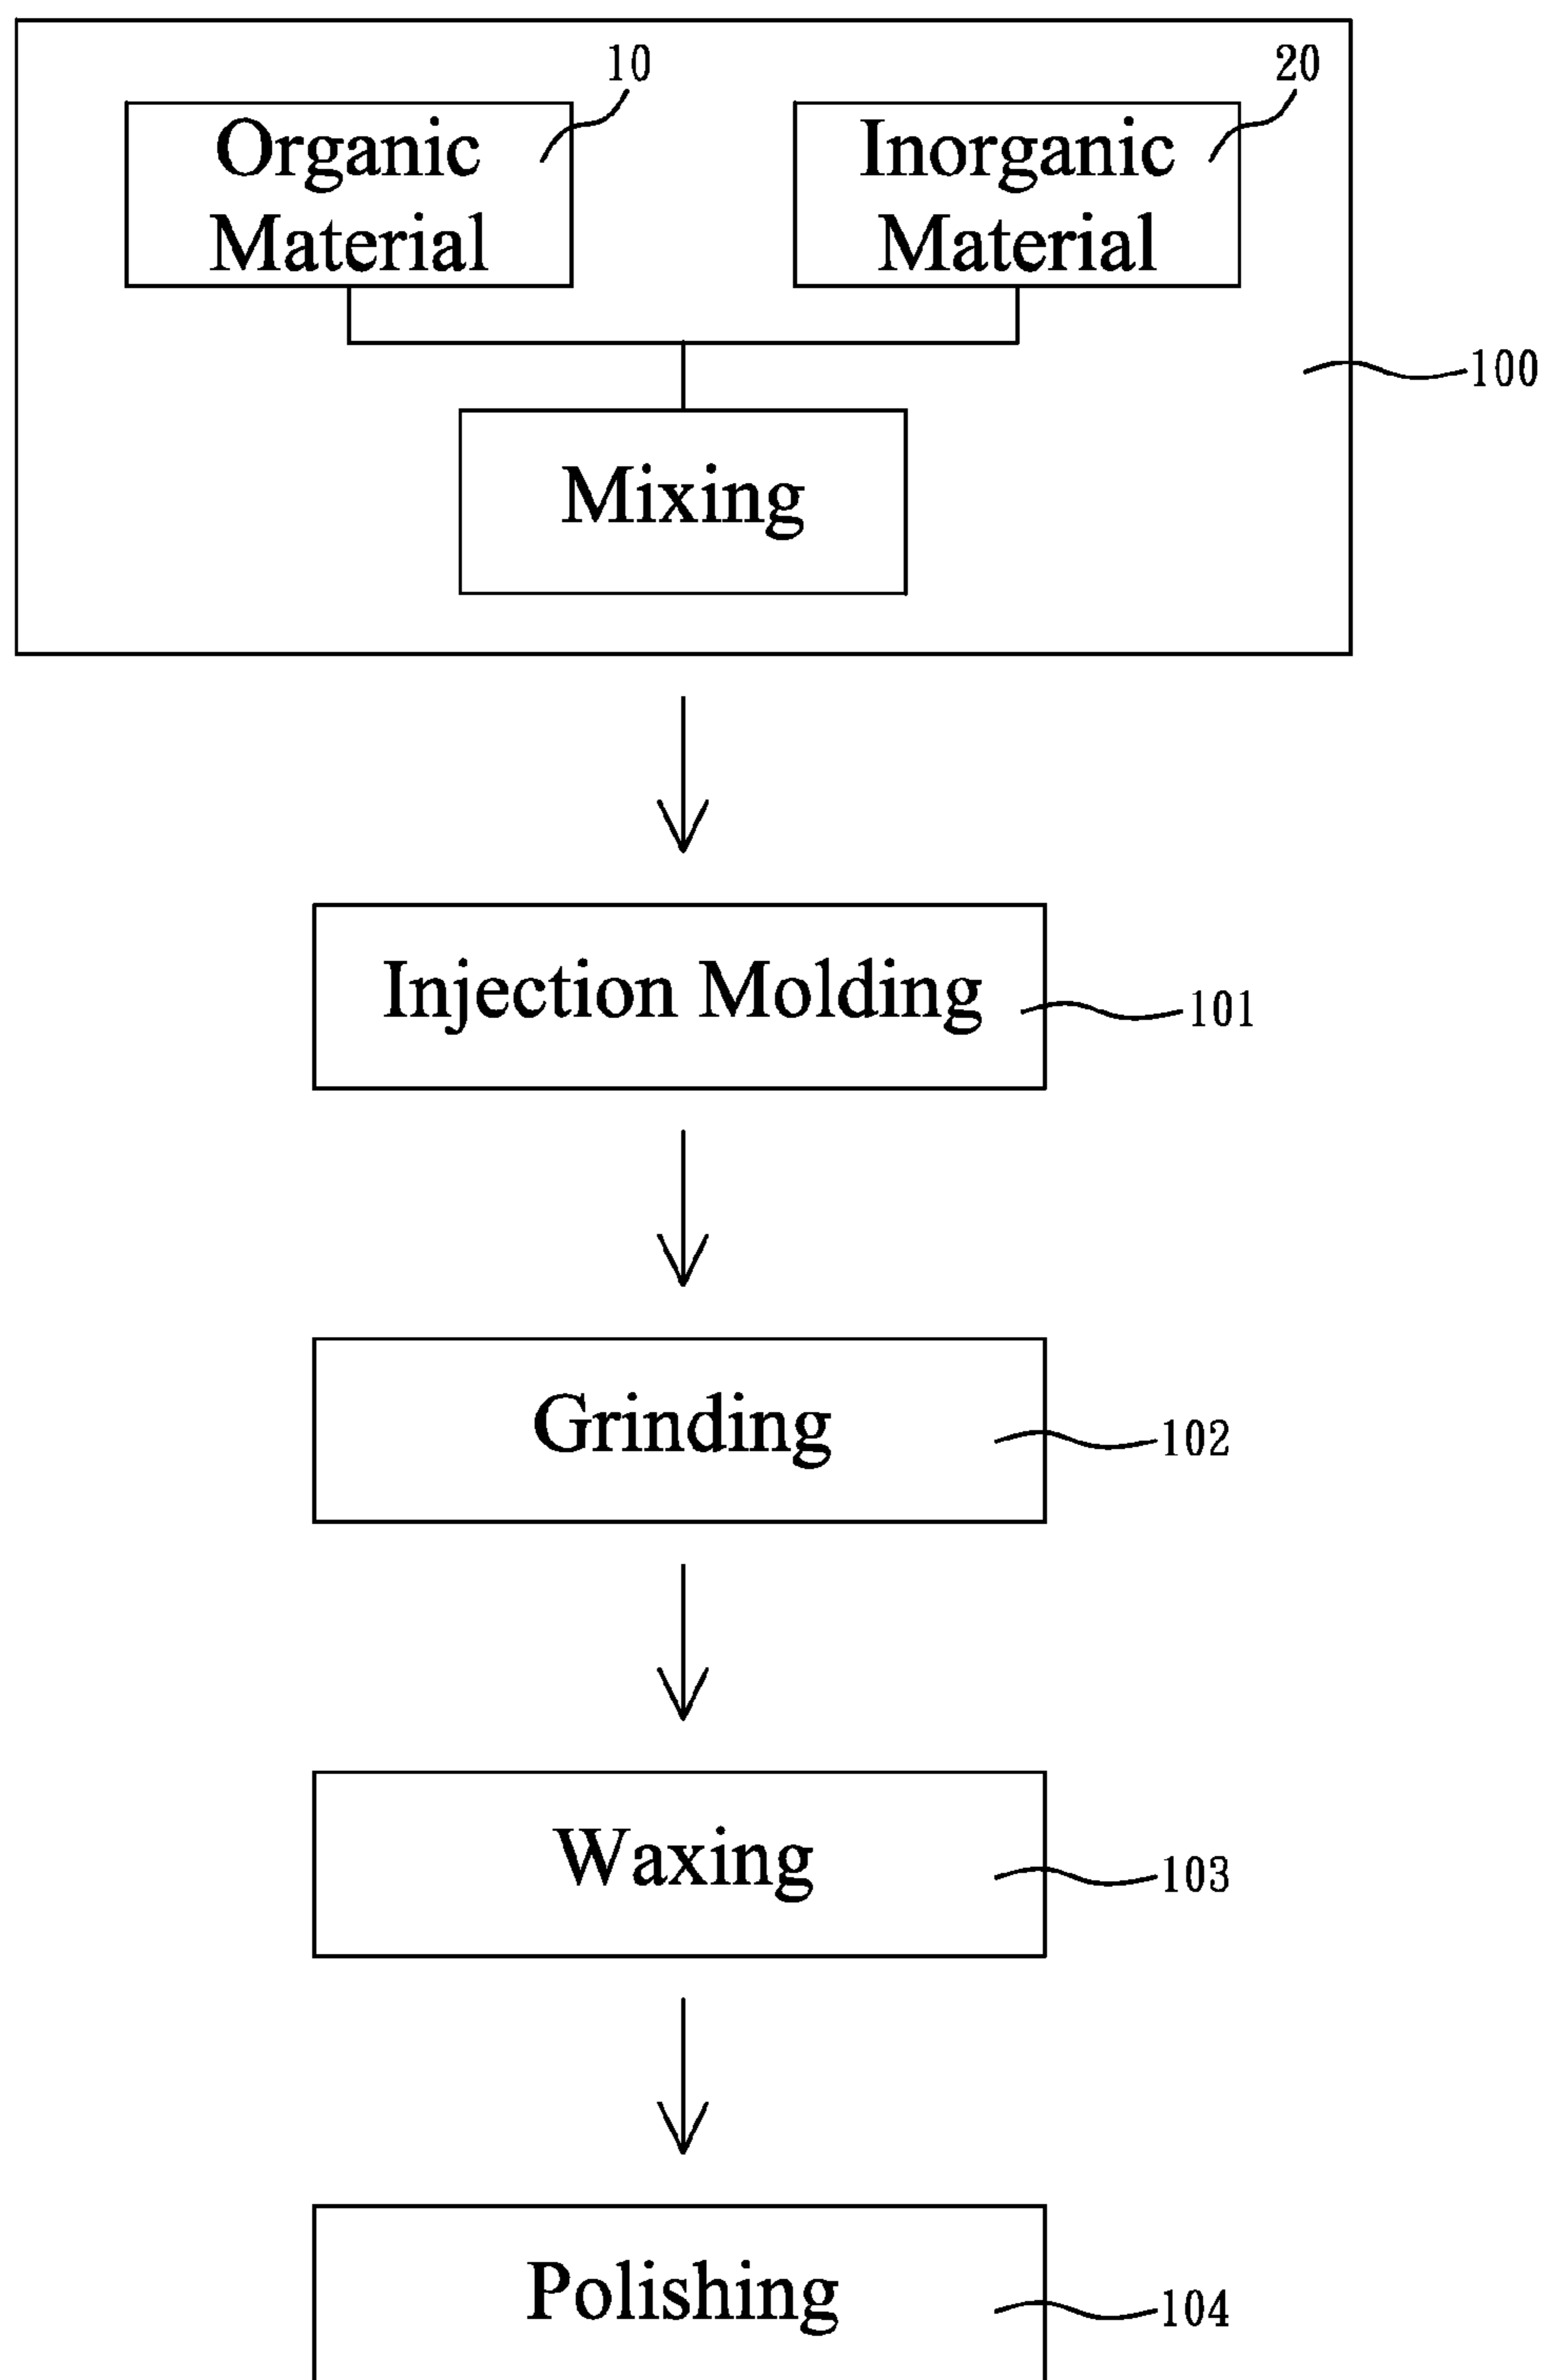 10
20
Organic
Material
Inorganic
Material
100
Mixing
Injection Molding
101
Grinding
102
Waxing
103
Polishing
104